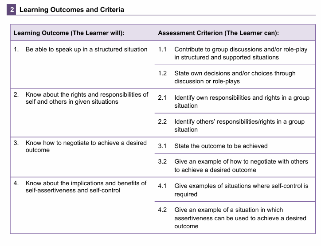 2 Learning Outcomes and Criteria
Learning Outcome (The Learner will): Assessment Criterion (The Learner can):
1. Be able to speak up in a structured situation
1.1 Contribute to group discussions and/or role-play
in structured and supported situations
1.2 State own decisions and/or choices through
discussion or role-plays
2. Know about the rights and responsibilities of
self and others in given situations
2.1 Identify own responsibilities and rights in a group
situation
2.2 Identify others' responsibilities/rights in a group
situation
3. Know how to negotiate to achieve a desired
outcome
3.1 State the outcome to be achieved
3.2 Give an example of how to negotiate with others
to achieve a desired outcome
4. Know about the implications and benefits of
self-assertiveness and self-control
4.1 Give examples of situations where self-control is
required
4.2 Give an example of a situation in which
assertiveness can be used to achieve a desired
outcome